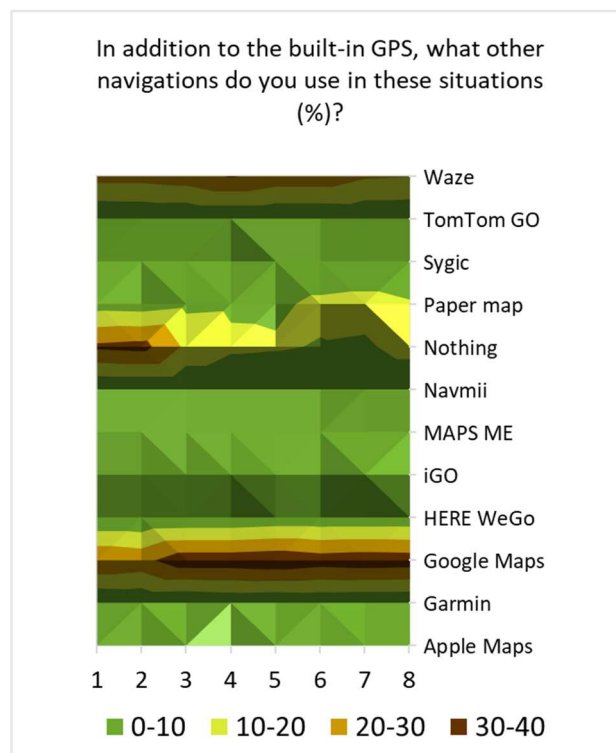 In addition to the built-in GPS, what other
navigations do you use in these situations
(%)?
Waze
TomTom GO
Sygic
Paper map
Nothing
Navmii
MAPS ME
iGO
HERE WeGo
Google Maps
Garmin
Apple Maps
1 2 3 4 5 6 7 8
0-10 10-20 20-30 30-40